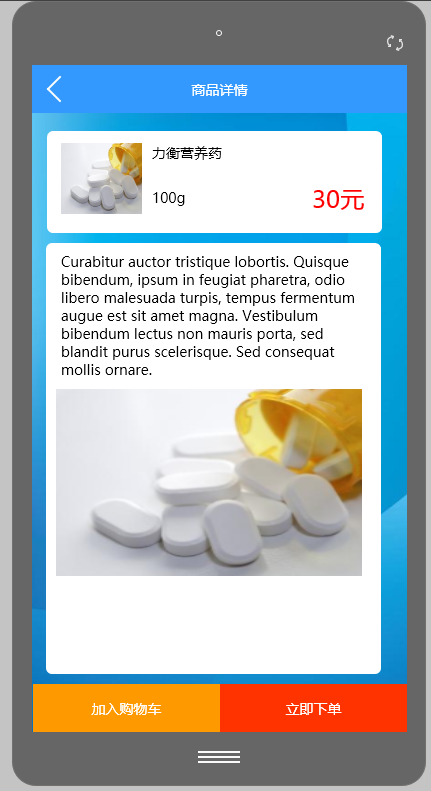 商品详情
力衡营养药
100g
30元
Curabitur auctor tristique lobortis. Quisque
bibendum, ipsum in feugiat pharetra, odio
libero malesuada turpis, tempus fermentum
augue est sit amet magna. Vestibulum
bibendum lectus non mauris porta, sed
blandit purus scelerisque. Sed consequat
mollis ornare.
加入购物车
立即下单